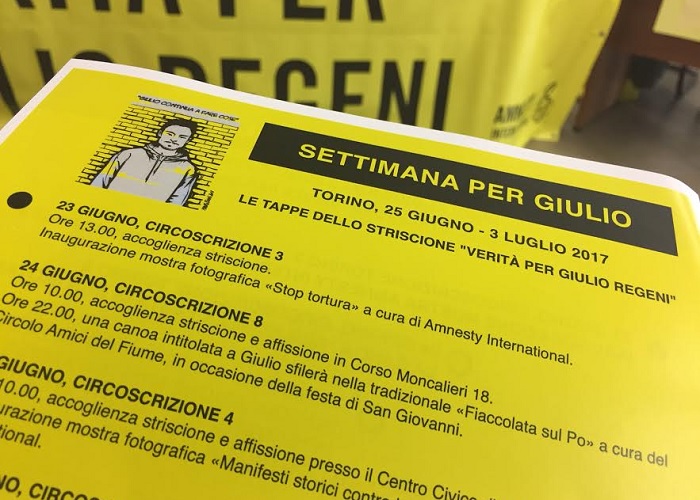 PER
REGENI
"GIULIO CONTINUA A FARE COSE"
SETTIMANA PER GIULIO
TORINO, 25 GIUGNO - 3 LUGLIO 2017
LE TAPPE DELLO STRISCIONE "VERITÀ PER GIULIO REGENI"
23 GIUGNO, CIRCOSCRIZIONE 3
Ore 13.00, accoglienza striscione.
Inaugurazione mostra fotografica «Stop tortura» a cura di Amnesty International.
24 GIUGNO, CIRCOSCRIZIONE 8
Ore 10.00, accoglienza striscione e affissione in Corso Moncalieri 18.
Ore 22.00, una canoa intitolata a Giulio sfilerà nella tradizionale «Fiaccolata sul Po» a cura del
Circolo Amici del Fiume, in occasione della festa di San Giovanni.
GIUGNO, CIRCOSCRIZIONE 4
10.00, accoglienza striscione e affissione presso il Centro Civico
mostra fotografica «Manifesti storici
CIRCOSCRIZIONE